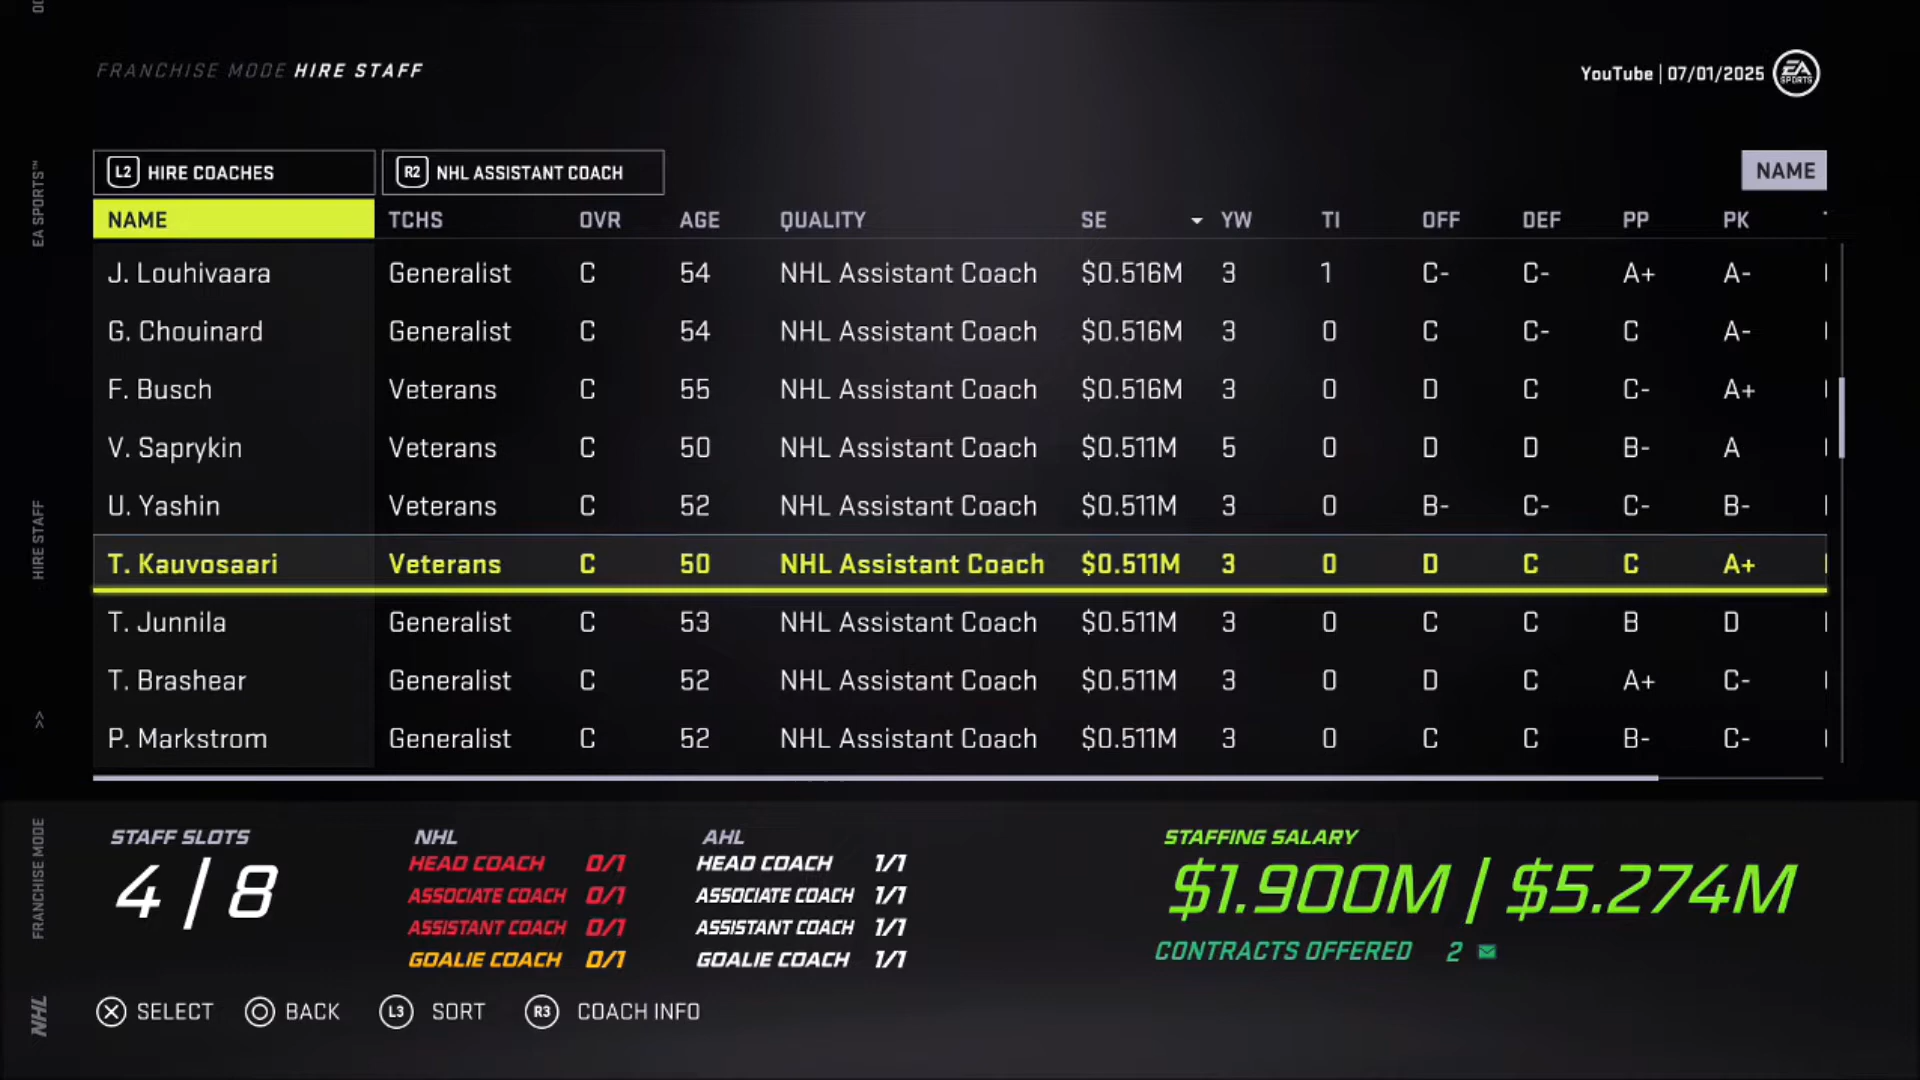 FRANCHISE MODE HIRE STAFF
YouTube | 07/01/2025
EA SPORTS
L2 HIRE COACHES
R2 NHL ASSISTANT COACH
NAME
NAME TCHS OVR AGE QUALITY SE YW TI OFF DEF PP PK
J. Louhivaara Generalist C 54 NHL Assistant Coach $0.516M 3 1 C- C- A+ A-
G. Chouinard Generalist C 54 NHL Assistant Coach $0.516M 3 0 C C- C A-
F. Busch Veterans C 55 NHL Assistant Coach $0.516M 3 0 D C C- A+
V. Saprykin Veterans C 50 NHL Assistant Coach $0.511M 5 0 D D B- A
U. Yashin Veterans C 52 NHL Assistant Coach $0.511M 3 0 B- C- C- B-
T. Kauvosaari Veterans C 50 NHL Assistant Coach $0.511M 3 0 D C C A+
T. Junnila Generalist C 53 NHL Assistant Coach $0.511M 3 0 C C B D
T. Brashear Generalist C 52 NHL Assistant Coach $0.511M 3 0 D C A+ C-
P. Markstrom Generalist C 52 NHL Assistant Coach $0.511M 3 0 C C B- C-
STAFF SLOTS
4/8
NHL
HEAD COACH 0/1
ASSOCIATE COACH 0/1
ASSISTANT COACH 0/1
GOALIE COACH 0/1
AHL
HEAD COACH 1/1
ASSOCIATE COACH 1/1
ASSISTANT COACH 1/1
GOALIE COACH 1/1
STAFFING SALARY
$1.900M / $5.274M
CONTRACTS OFFERED 2
SELECT BACK L3 SORT R3 COACH INFO
EA SPORTS™
HIRE STAFF
>>
FRANCHISE MODE
NHL